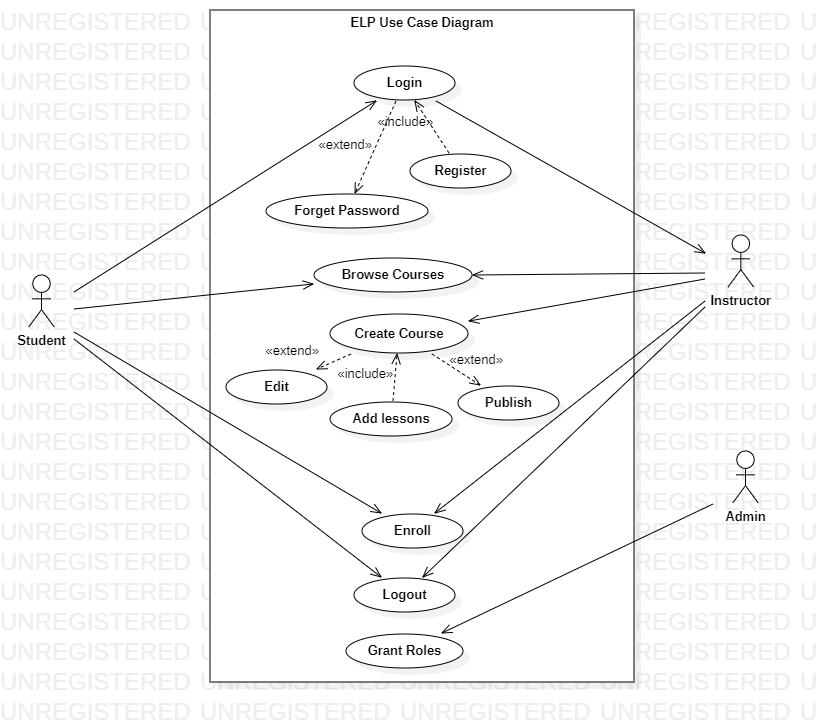 ELP Use Case Diagram
Login
«include»
«extend»
Register
Forget Password
Browse Courses
Instructor
Create Course
Student
«extend»
«extend»
«include»
Edit
Publish
Add lessons
Admin
Enroll
Logout
Grant Roles
UNREGISTERED